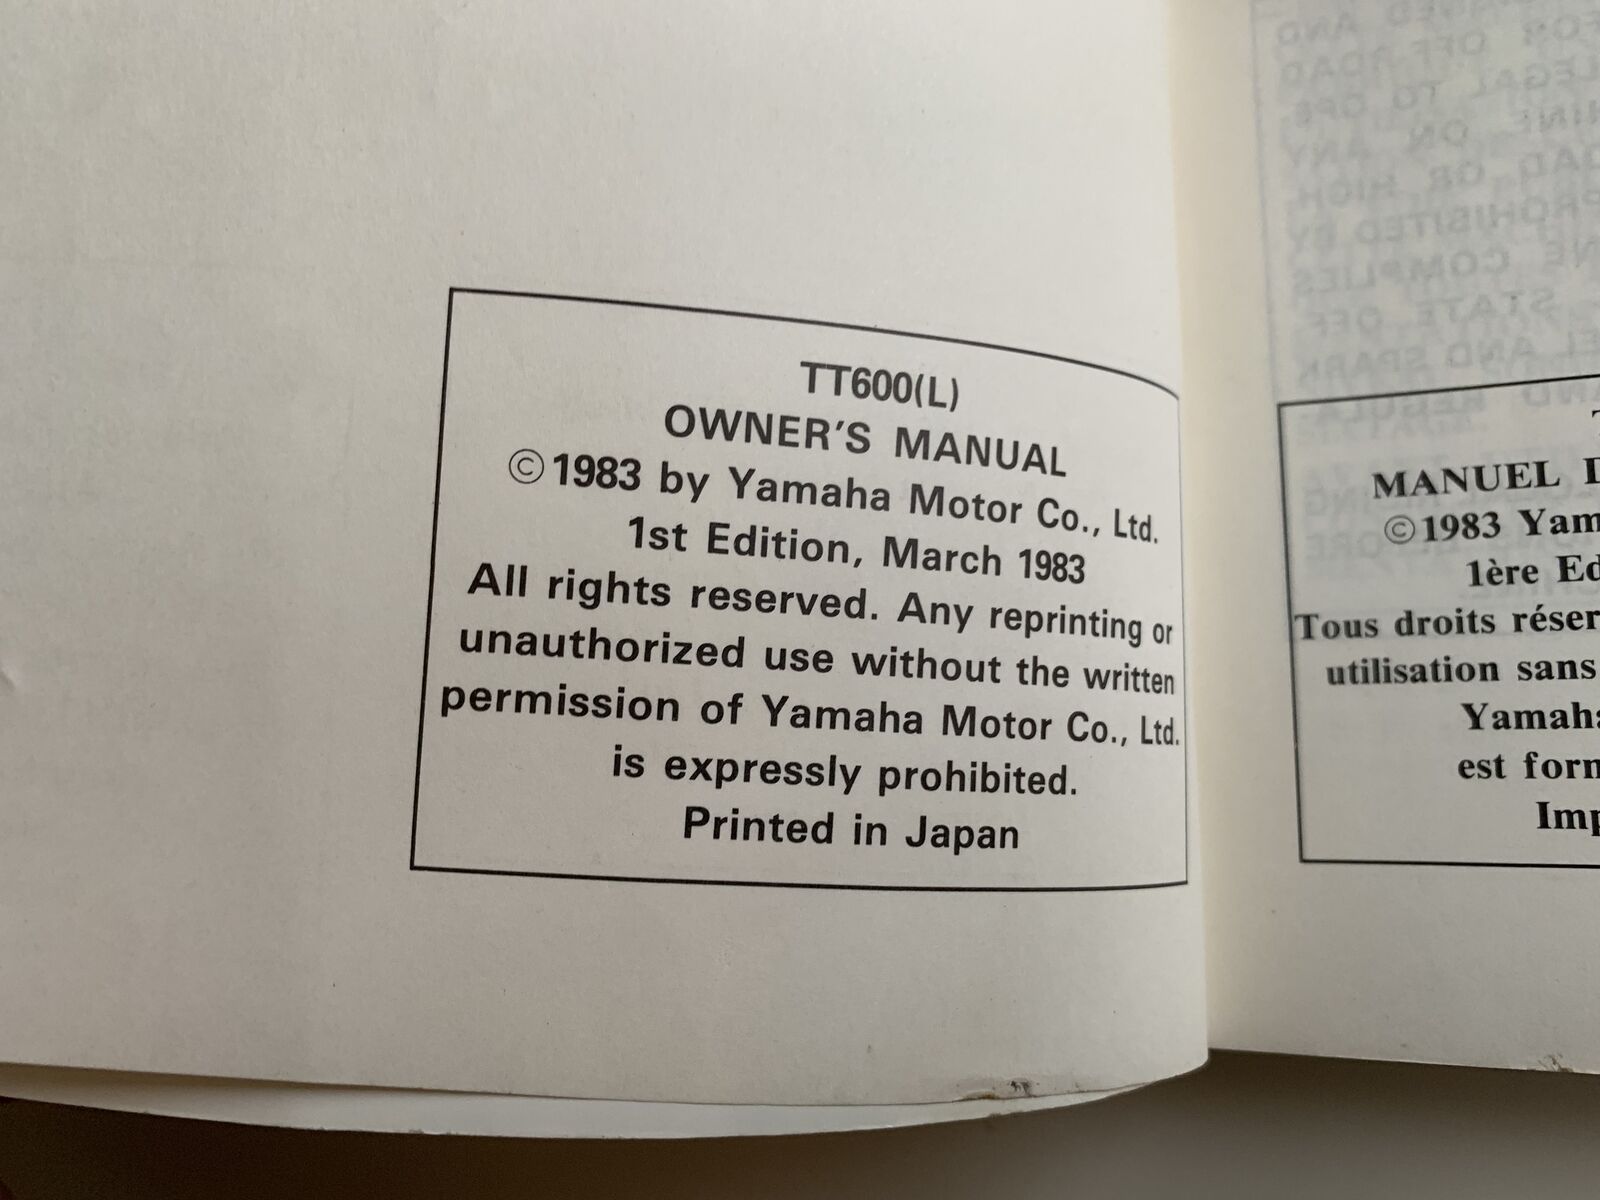 TT600(L)
OWNER'S MANUAL
©1983 by Yamaha Motor Co., Ltd.
1st Edition, March 1983
All rights reserved. Any reprinting or
unauthorized use without the written
permission of Yamaha Motor Co., Ltd.
is expressly prohibited.
Printed in Japan
MANUEL
©1983
1ère
Tous droits
utilisation sans
est